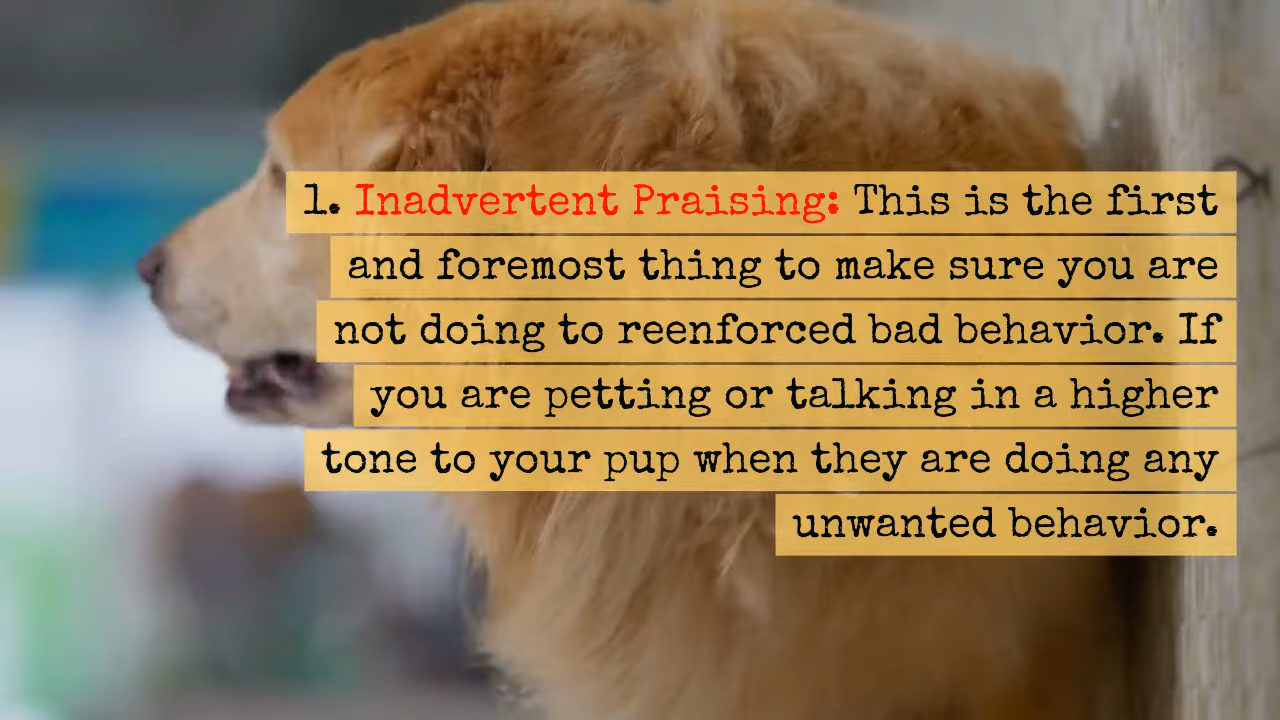 1. Inadvertent Praising: This is the first
and foremost thing to make sure you are
not doing to reenforced bad behavior. If
you are petting or talking in a higher
tone to your pup when they are doing any
unwanted behavior.